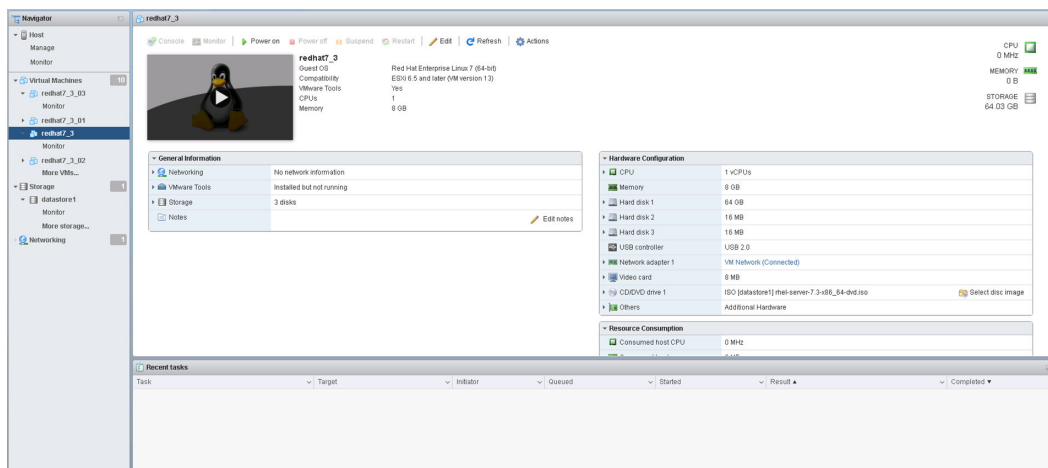 Navigator
Host
Manage
Monitor
Virtual Machines 10
redhat7_3_03
Monitor
redhat7_3_01
redhat7_3
Monitor
redhat7_3_02
More VMs...
Storage 1
datastore1
Monitor
More storage...
Networking 1
redhat7_3
Console Monitor Power on Power off Suspend Restart Edit Refresh Actions
redhat7_3
Guest OS Red Hat Enterprise Linux 7 (64-bit)
Compatibility ESXi 6.5 and later (VM version 13)
VMware Tools Yes
CPUs 1
Memory 8 GB
CPU
0 MHz
MEMORY
0 B
STORAGE
64.03 GB
General Information
Networking No network information
VMware Tools Installed but not running
Storage 3 disks
Notes Edit notes
Hardware Configuration
CPU 1 vCPUs
Memory 8 GB
Hard disk 1 64 GB
Hard disk 2 16 MB
Hard disk 3 16 MB
USB controller USB 2.0
Network adapter 1 VM Network (Connected)
Video card 8 MB
CD/DVD drive 1 ISO [datastore1] rhel-server-7.3-x86_64-dvd.iso Select disc image
Others Additional Hardware
Resource Consumption
Consumed host CPU 0 MHz
Recent tasks
Task Target Initiator Queued Started Result ▲ Completed ▼